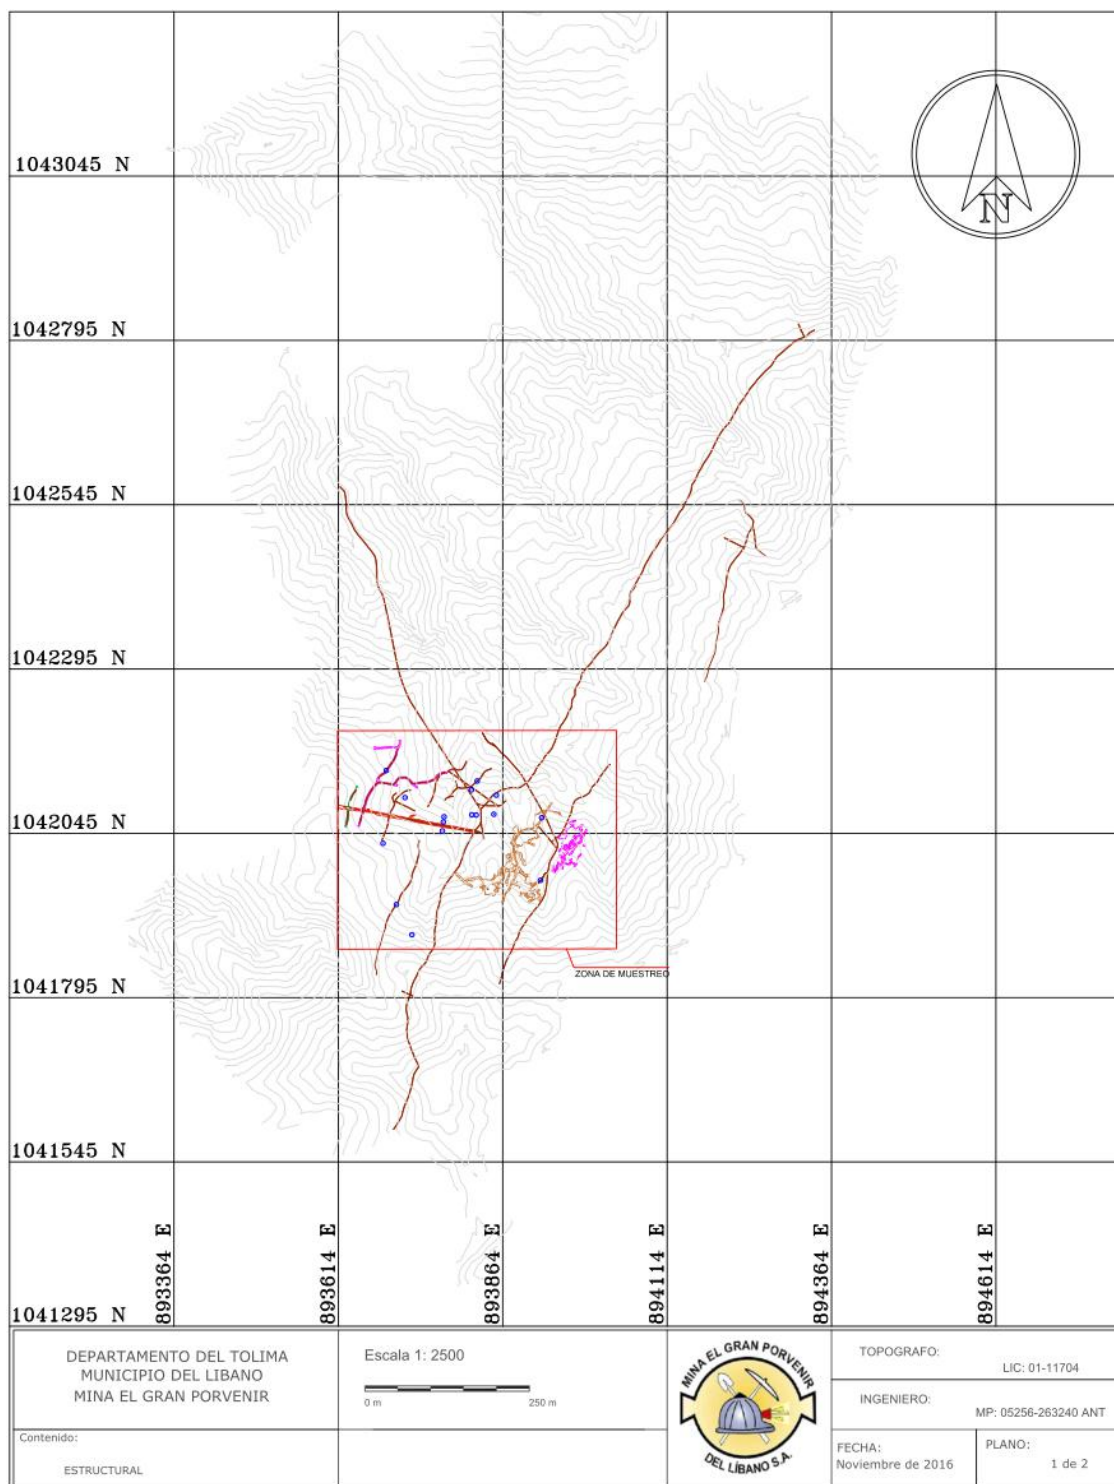 N
1043045 N
1042795 N
1042545 N
1042295 N
1042045 N
ZONA DE MUESTREO
1041795 N
1041545 N
1041295 N
893364 E
893614 E
893864 E
894114 E
894364 E
894614 E
DEPARTAMENTO DEL TOLIMA
MUNICIPIO DEL LIBANO
MINA EL GRAN PORVENIR
Contenido:
ESTRUCTURAL
Escala 1: 2500
0 m 250 m
MINA EL GRAN PORVENIR
DEL LÍBANO S.A.
TOPOGRAFO:
LIC: 01-11704
INGENIERO:
MP: 05256-263240 ANT
FECHA:
Noviembre de 2016
PLANO:
1 de 2